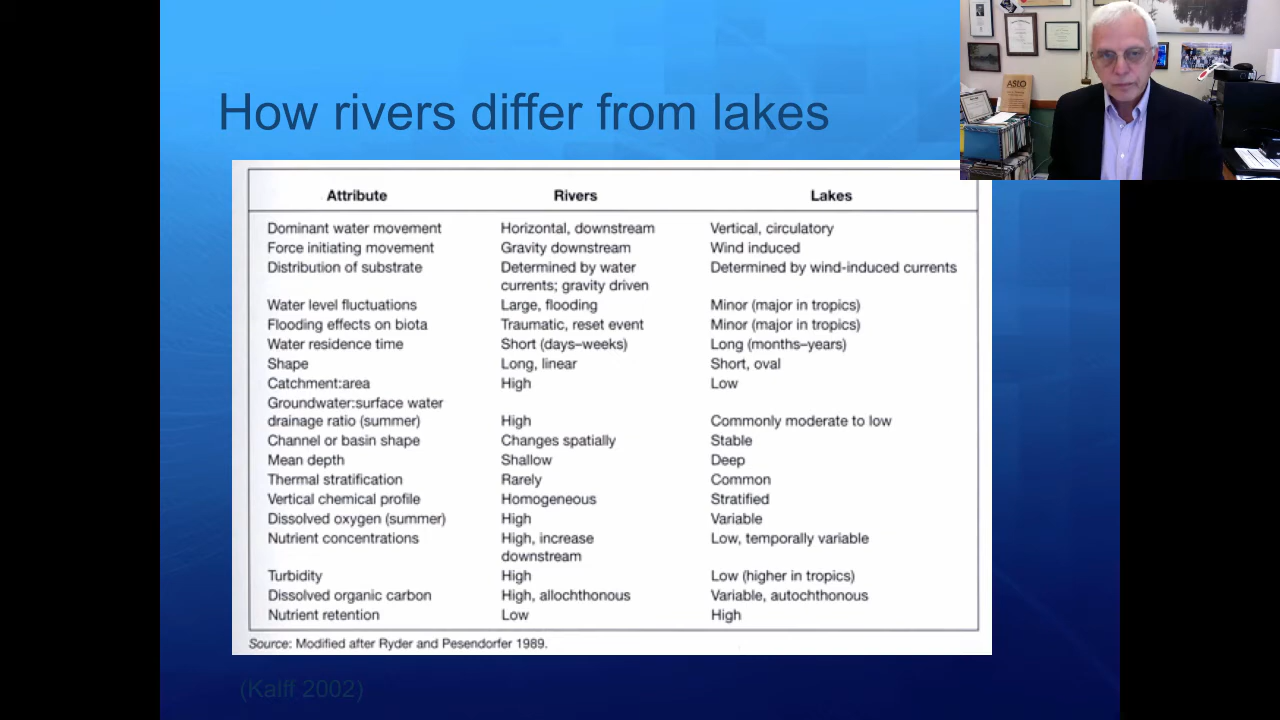 How rivers differ from lakes
ASLO
Attribute Rivers Lakes
Dominant water movement Horizontal, downstream Vertical, circulatory
Force initiating movement Gravity downstream Wind induced
Distribution of substrate Determined by water Determined by wind-induced currents
currents; gravity driven
Water level fluctuations Large, flooding Minor (major in tropics)
Flooding effects on biota Traumatic, reset event Minor (major in tropics)
Water residence time Short (days–weeks) Long (months–years)
Shape Long, linear Short, oval
Catchment:area High Low
Groundwater:surface water
drainage ratio (summer) High Commonly moderate to low
Channel or basin shape Changes spatially Stable
Mean depth Shallow Deep
Thermal stratification Rarely Common
Vertical chemical profile Homogeneous Stratified
Dissolved oxygen (summer) High Variable
Nutrient concentrations High, increase Low, temporally variable
downstream
Turbidity High Low (higher in tropics)
Dissolved organic carbon High, allochthonous Variable, autochthonous
Nutrient retention Low High
Source: Modified after Ryder and Pesendorfer 1989.
(Kalff 2002)